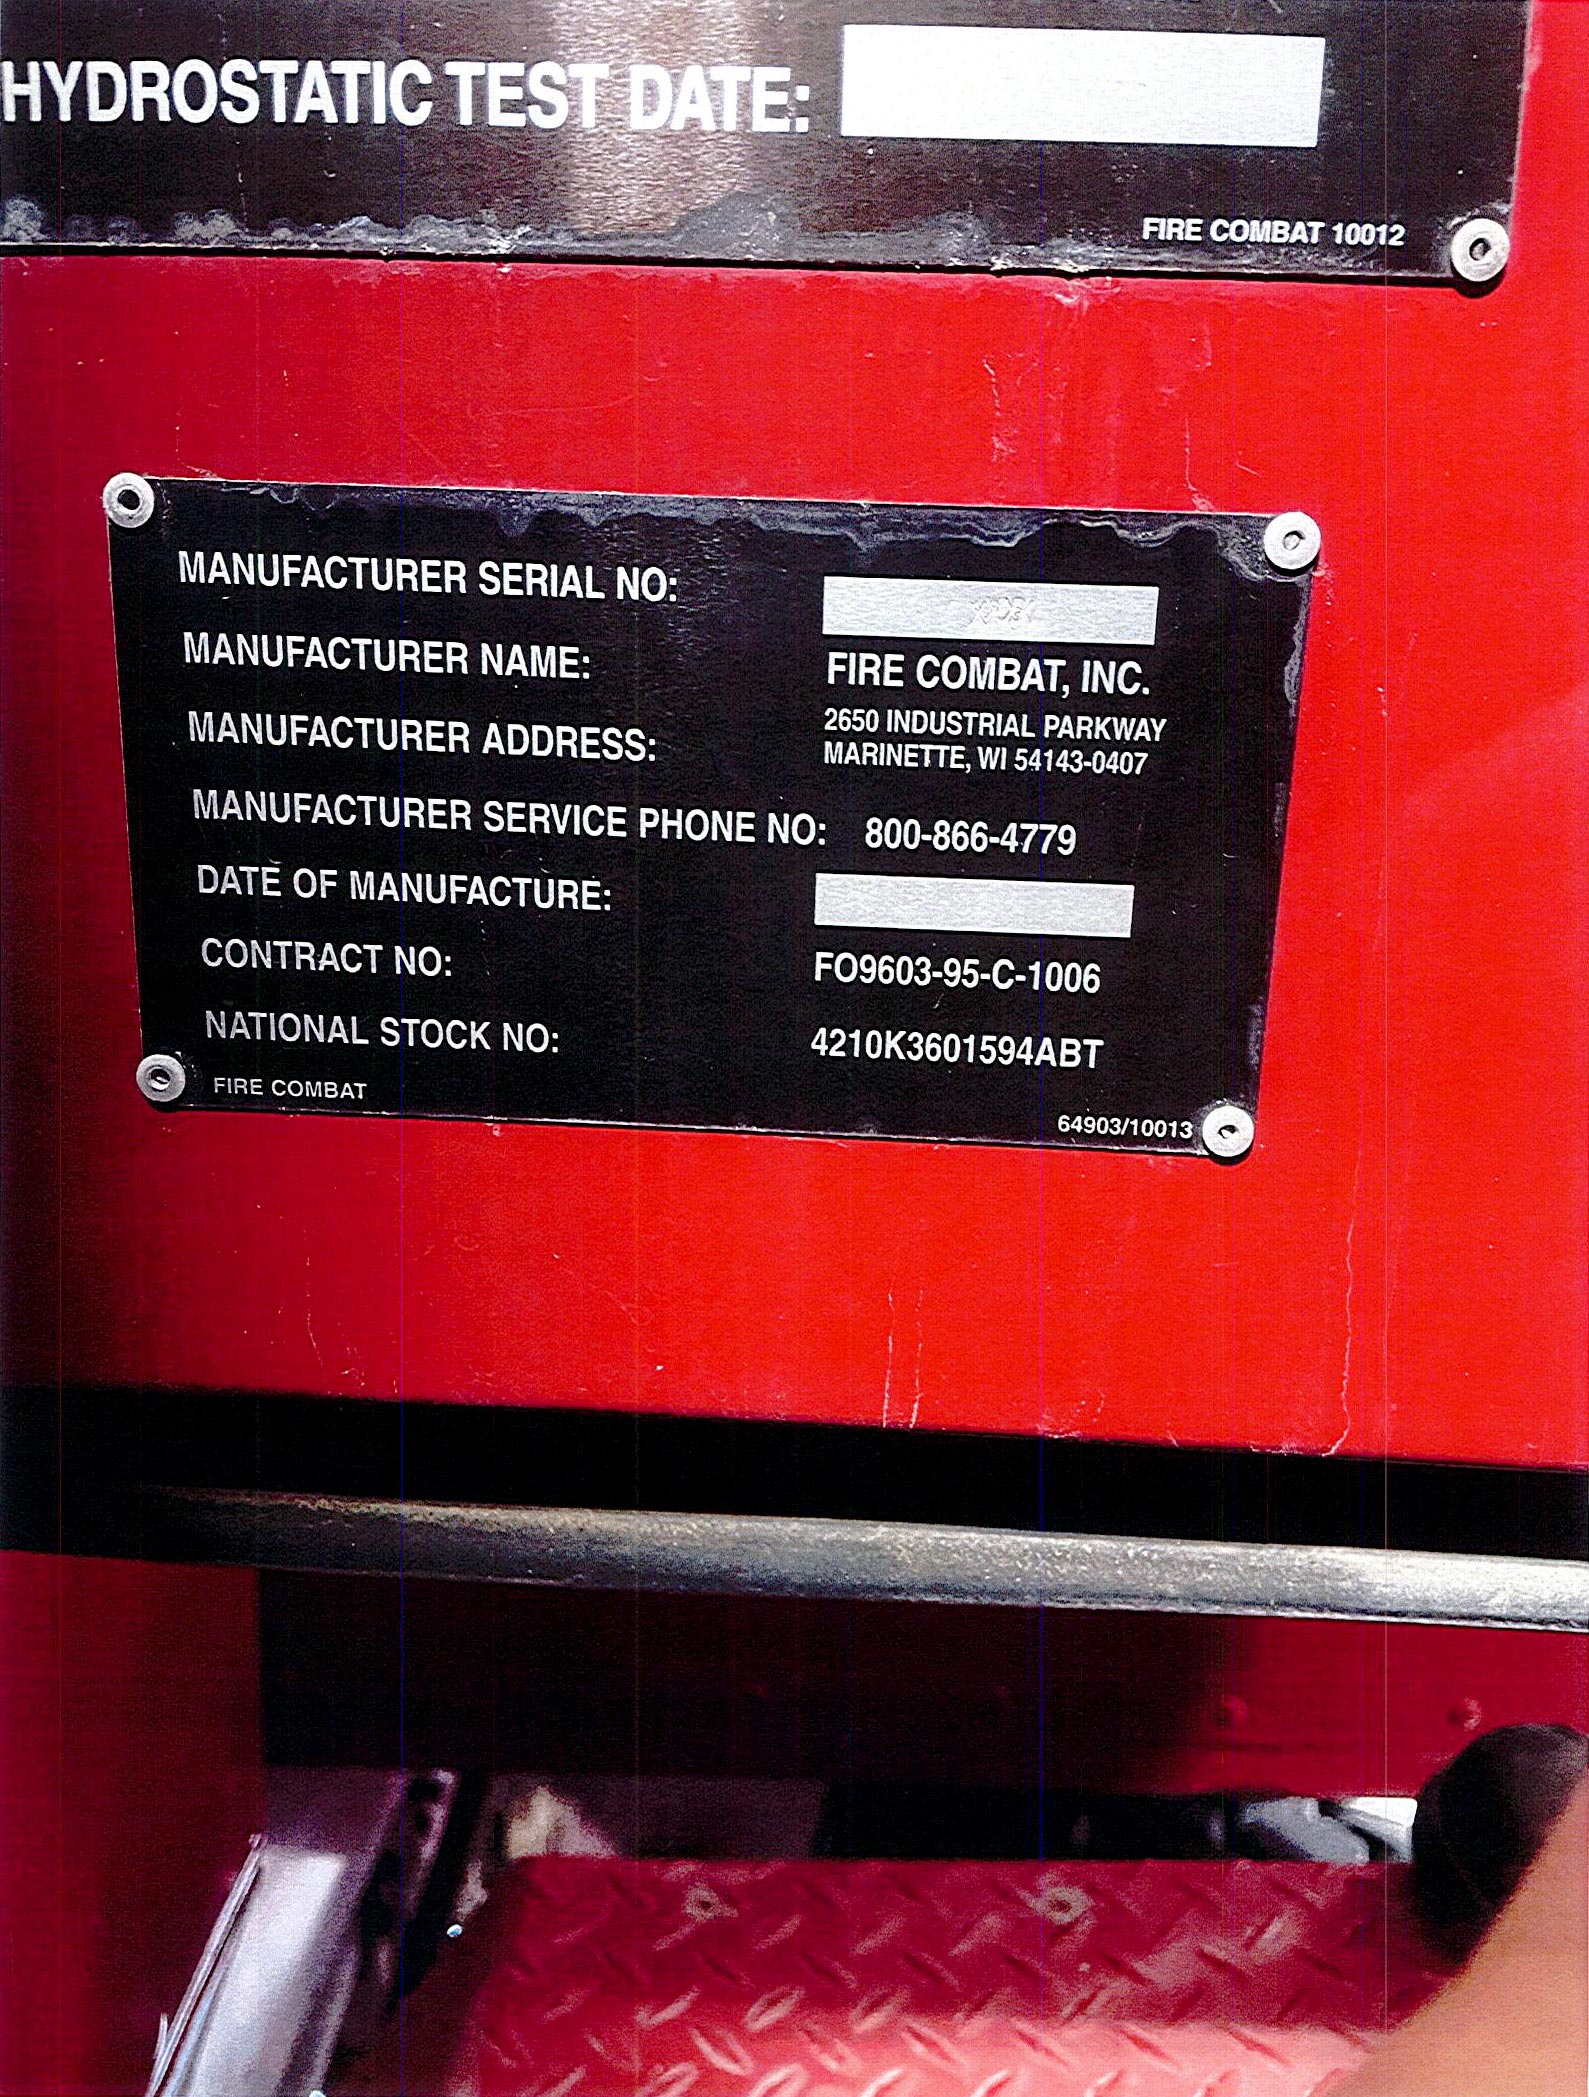 HYDROSTATIC TEST DATE:
FIRE COMBAT 10012
MANUFACTURER SERIAL NO:
MANUFACTURER NAME: FIRE COMBAT, INC.
MANUFACTURER ADDRESS: 2650 INDUSTRIAL PARKWAY
MARINETTE, WI 54143-0407
MANUFACTURER SERVICE PHONE NO: 800-866-4779
DATE OF MANUFACTURE:
CONTRACT NO: FO9603-95-C-1006
NATIONAL STOCK NO: 4210K3601594ABT
FIRE COMBAT 64903/10013